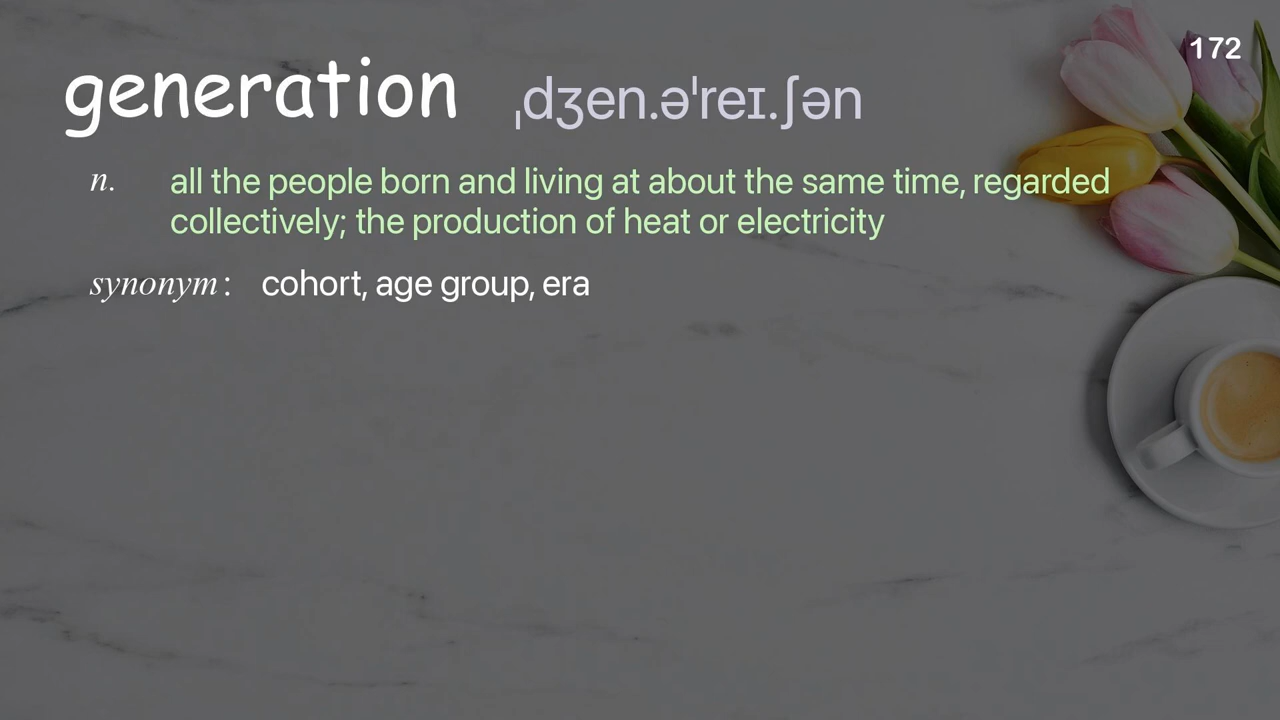 172
generation ˌdʒen.əˈreɪ.ʃən
n. all the people born and living at about the same time, regarded
collectively; the production of heat or electricity
synonym: cohort, age group, era